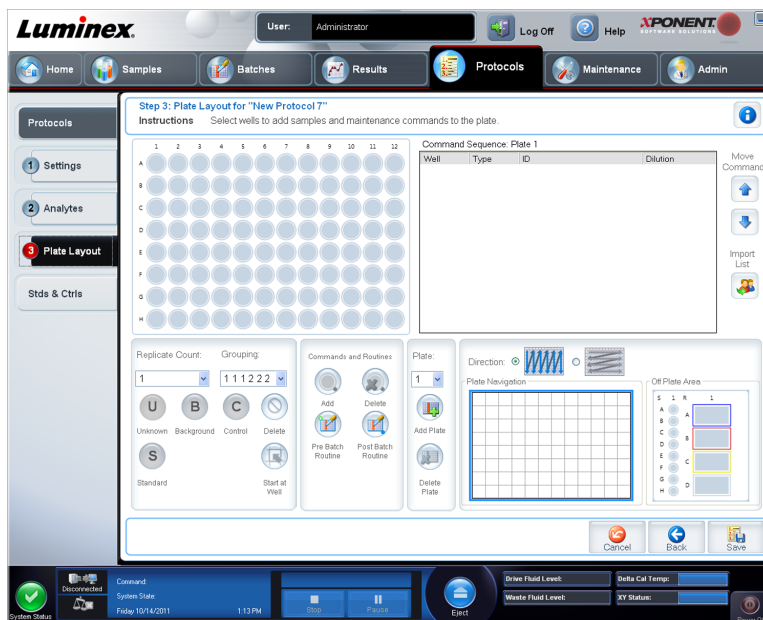 Luminex.
User: Administrator
Log Off
Help
XPONENT.
SOFTWARE SOLUTIONS
Home
Samples
Batches
Results
Protocols
Maintenance
Admin
Protocols
1 Settings
2 Analytes
3 Plate Layout
Stds & Ctrls
Step 3: Plate Layout for "New Protocol 7"
Instructions Select wells to add samples and maintenance commands to the plate.
1 2 3 4 5 6 7 8 9 10 11 12
A
B
C
D
E
F
G
H
Command Sequence: Plate 1
Well Type ID Dilution
Move
Command
Import
List
Replicate Count: Grouping:
1 1 1 1 2 2 2
U B C
Unknown Background Control Delete
S
Standard Start at
Well
Commands and Routines
Add Delete
Pre Batch
Routine
Post Batch
Routine
Plate:
1
Add Plate
Delete
Plate
Direction:
Plate Navigation
Off Plate Area
S 1 R 1
A
B
C
D
E
F
G
H
A
B
C
D
Cancel
Back
Save
System Status
Disconnected
Command:
System State:
Friday 10/14/2011 1:13 PM
Stop
Pause
Eject
Drive Fluid Level:
Waste Fluid Level:
Delta Cal Temp:
XY Status: